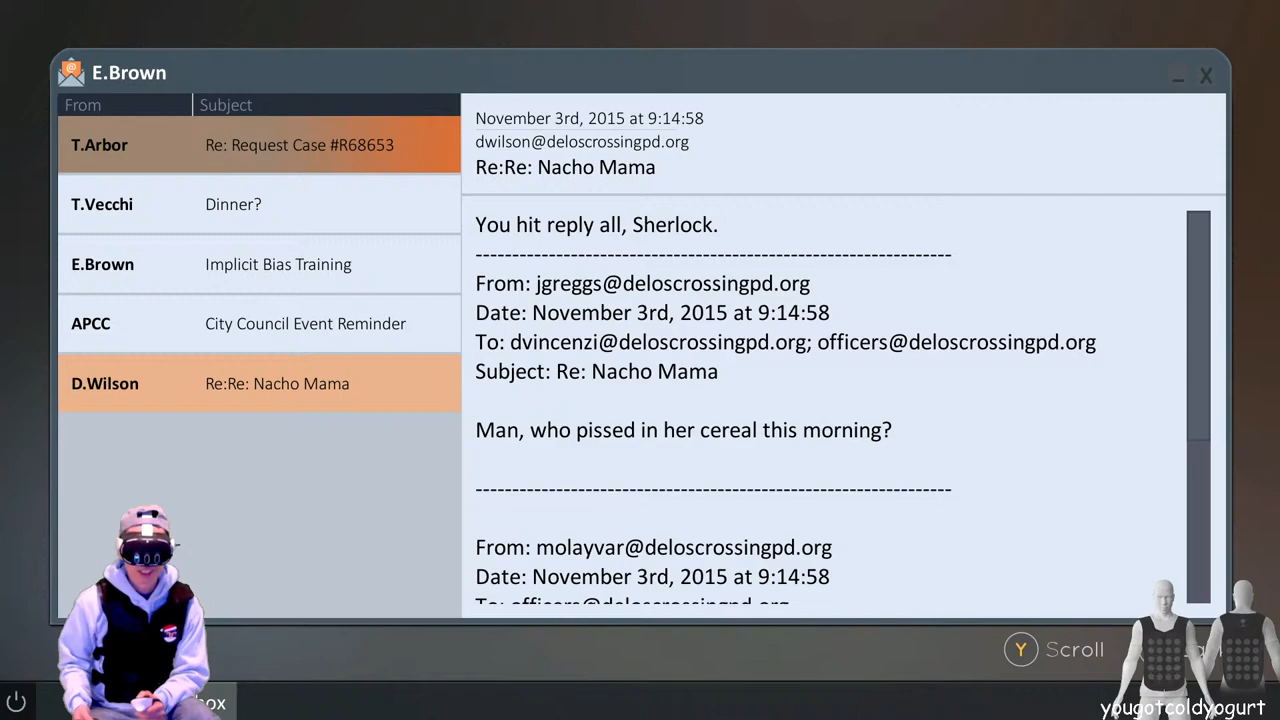 E.Brown
From Subject
T.Arbor Re: Request Case #R68653
T.Vecchi Dinner?
E.Brown Implicit Bias Training
APCC City Council Event Reminder
D.Wilson Re:Re: Nacho Mama
November 3rd, 2015 at 9:14:58
dwilson@deloscrossingpd.org
Re:Re: Nacho Mama
You hit reply all, Sherlock.
----------------------------------------------------------------
From: jgreggs@deloscrossingpd.org
Date: November 3rd, 2015 at 9:14:58
To: dvincenzi@deloscrossingpd.org; officers@deloscrossingpd.org
Subject: Re: Nacho Mama
Man, who pissed in her cereal this morning?
----------------------------------------------------------------
From: molayvar@deloscrossingpd.org
Date: November 3rd, 2015 at 9:14:58
To: officers@deloscrossingpd.org
Y Scroll
yougotcoldyogurt